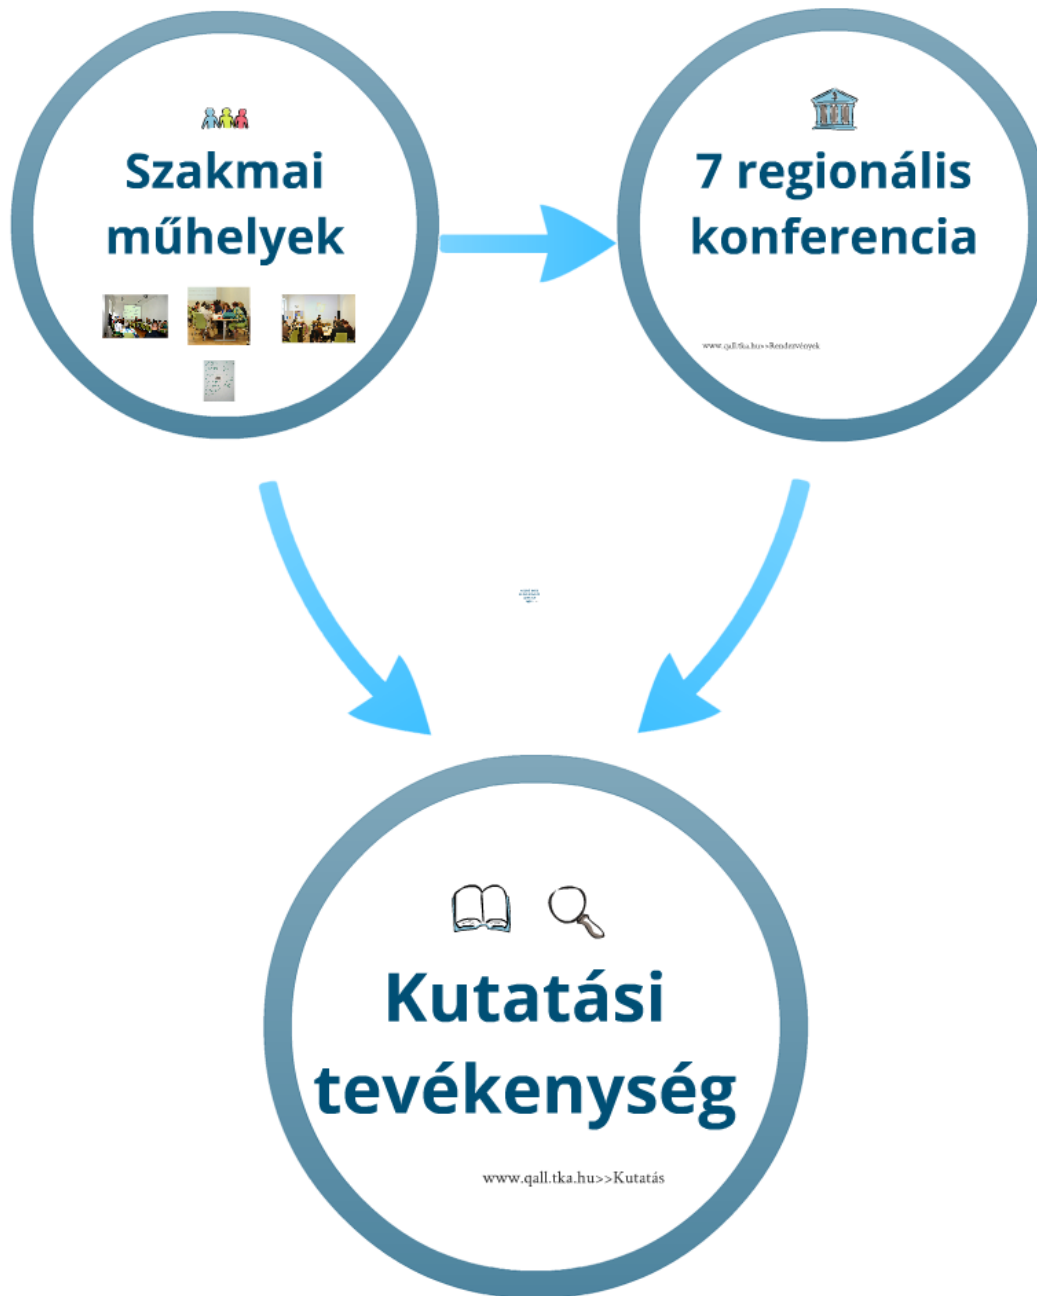 Szakmai
műhelyek
7 regionális
konferencia
www.qall.tka.hu>>Rendezvények
Kutatási
tevékenység
www.qall.tka.hu>>Kutatás